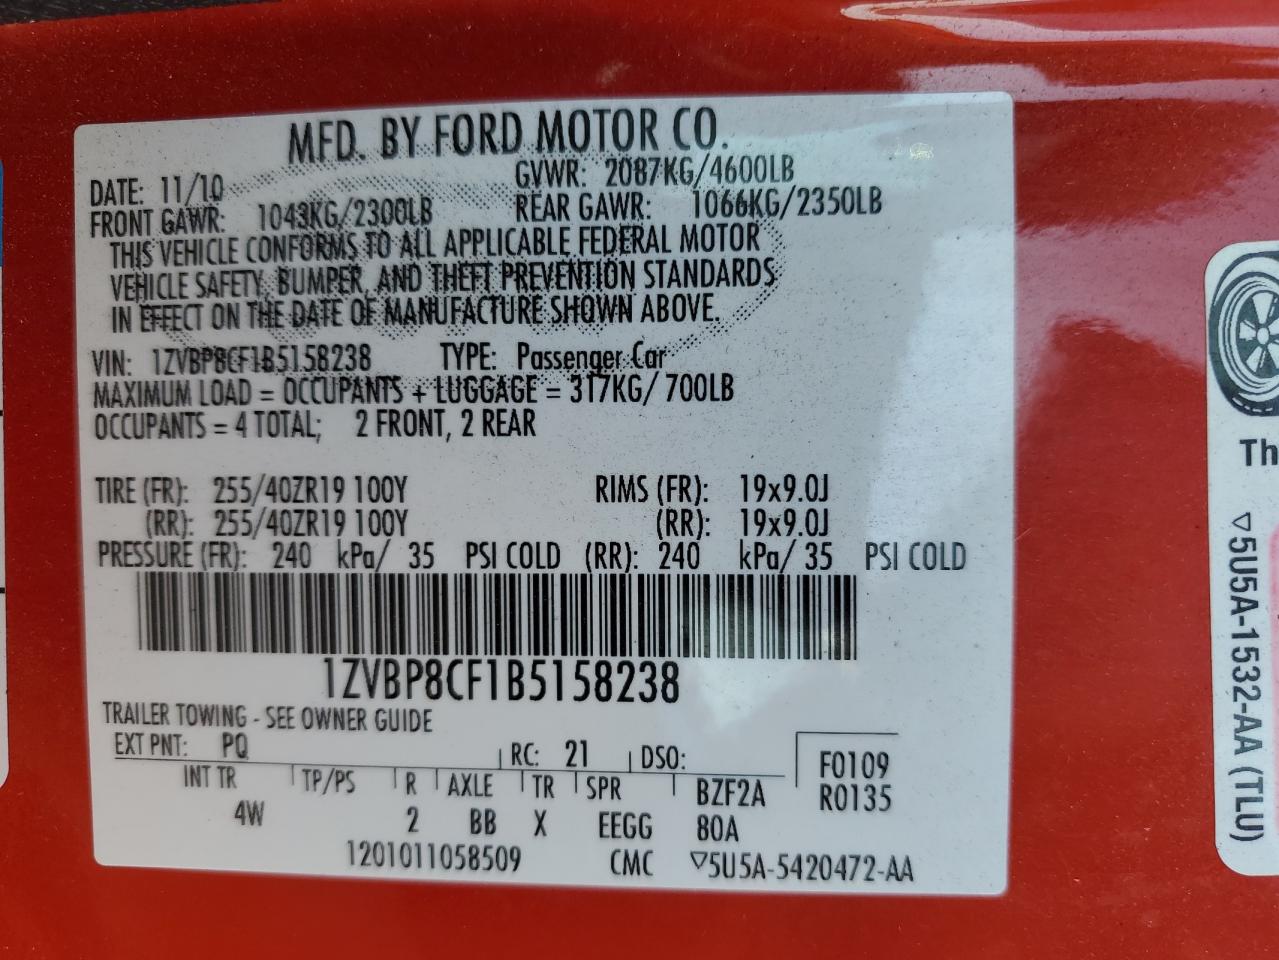 MFD. BY FORD MOTOR CO.
DATE: 11/10 GVWR: 2087KG/4600LB
FRONT GAWR: 1043KG/2300LB REAR GAWR: 1066KG/2350LB
THIS VEHICLE CONFORMS TO ALL APPLICABLE FEDERAL MOTOR
VEHICLE SAFETY, BUMPER, AND THEFT PREVENTION STANDARDS
IN EFFECT ON THE DATE OF MANUFACTURE SHOWN ABOVE.
VIN: 1ZVBP8CF1B5158238 TYPE: Passenger Car
MAXIMUM LOAD = OCCUPANTS + LUGGAGE = 317KG/ 700LB
OCCUPANTS = 4 TOTAL; 2 FRONT, 2 REAR
TIRE (FR): 255/40ZR19 100Y RIMS (FR): 19x9.0J
(RR): 255/40ZR19 100Y (RR): 19x9.0J
PRESSURE (FR): 240 kPa/ 35 PSI COLD (RR): 240 kPa/ 35 PSI COLD
1ZVBP8CF1B5158238
TRAILER TOWING - SEE OWNER GUIDE
EXT PNT: PQ RC: 21 DSO: F0109
INT TR TP/PS R AXLE TR SPR BZF2A R0135
4W 2 BB X EEGG 80A
1201011058509 CMC ▽5U5A-5420472-AA
Th
▽5U5A-1532-AA (TLU)